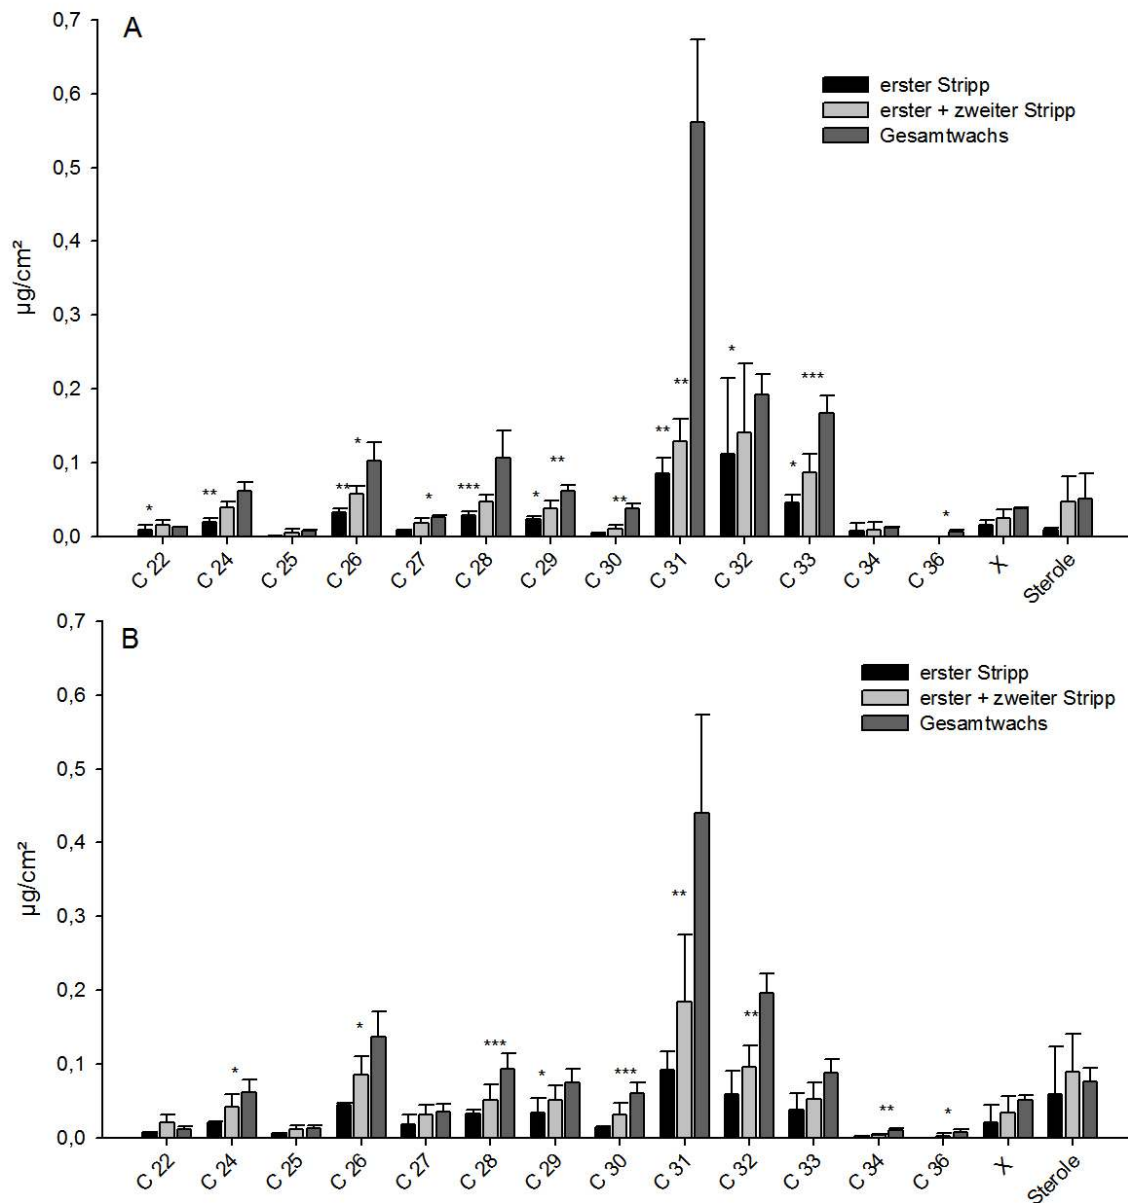 A
0,7
0,6
0,5
0,4
0,3
0,2
0,1
0,0
µg/cm²
erster Stripp
erster + zweiter Stripp
Gesamtwachs
* ** ** * * *** * ** ** ** ** * * *** *
C 22 C 24 C 25 C 26 C 27 C 28 C 29 C 30 C 31 C 32 C 33 C 34 C 36 X Sterole
B
0,7
0,6
0,5
0,4
0,3
0,2
0,1
0,0
µg/cm²
erster Stripp
erster + zweiter Stripp
Gesamtwachs
* * *** * *** ** ** ** *
C 22 C 24 C 25 C 26 C 27 C 28 C 29 C 30 C 31 C 32 C 33 C 34 C 36 X Sterole